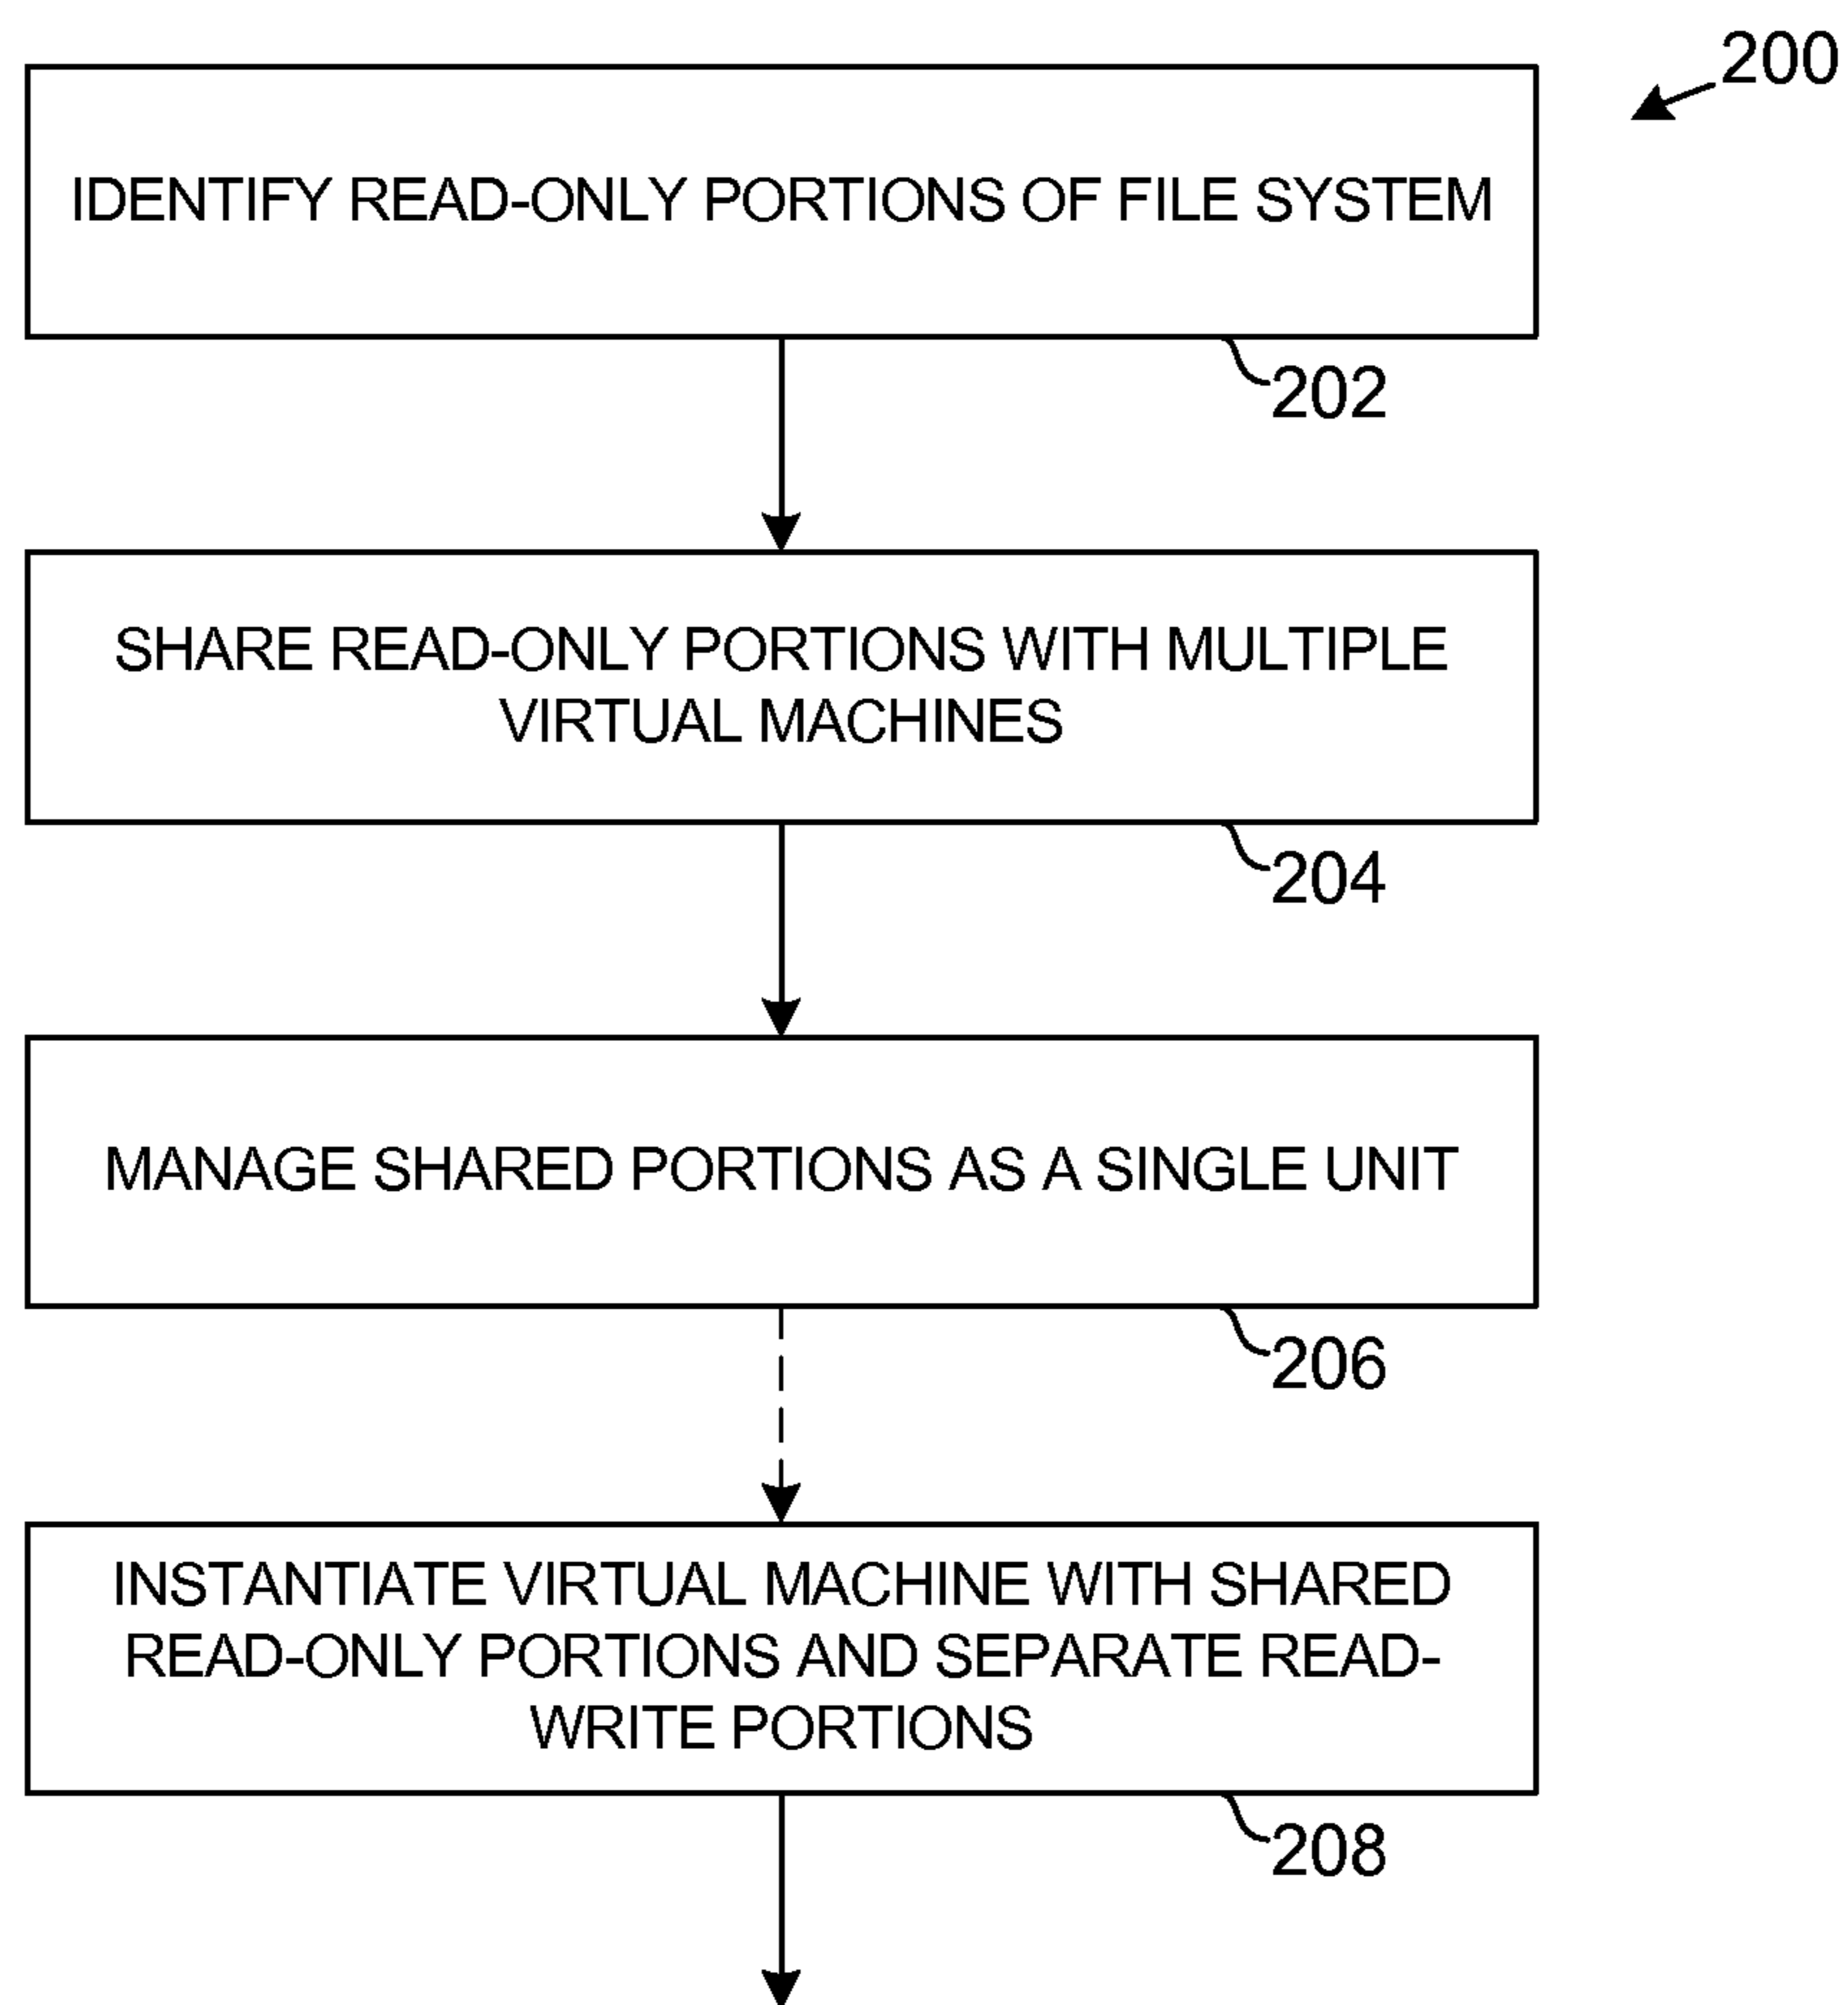 200
IDENTIFY READ-ONLY PORTIONS OF FILE SYSTEM
202
SHARE READ-ONLY PORTIONS WITH MULTIPLE
VIRTUAL MACHINES
204
MANAGE SHARED PORTIONS AS A SINGLE UNIT
206
INSTANTIATE VIRTUAL MACHINE WITH SHARED
READ-ONLY PORTIONS AND SEPARATE READ-
WRITE PORTIONS
208